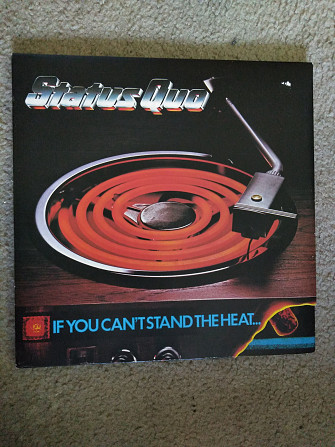 Status Quo
IF YOU CAN'T STAND THE HEAT...